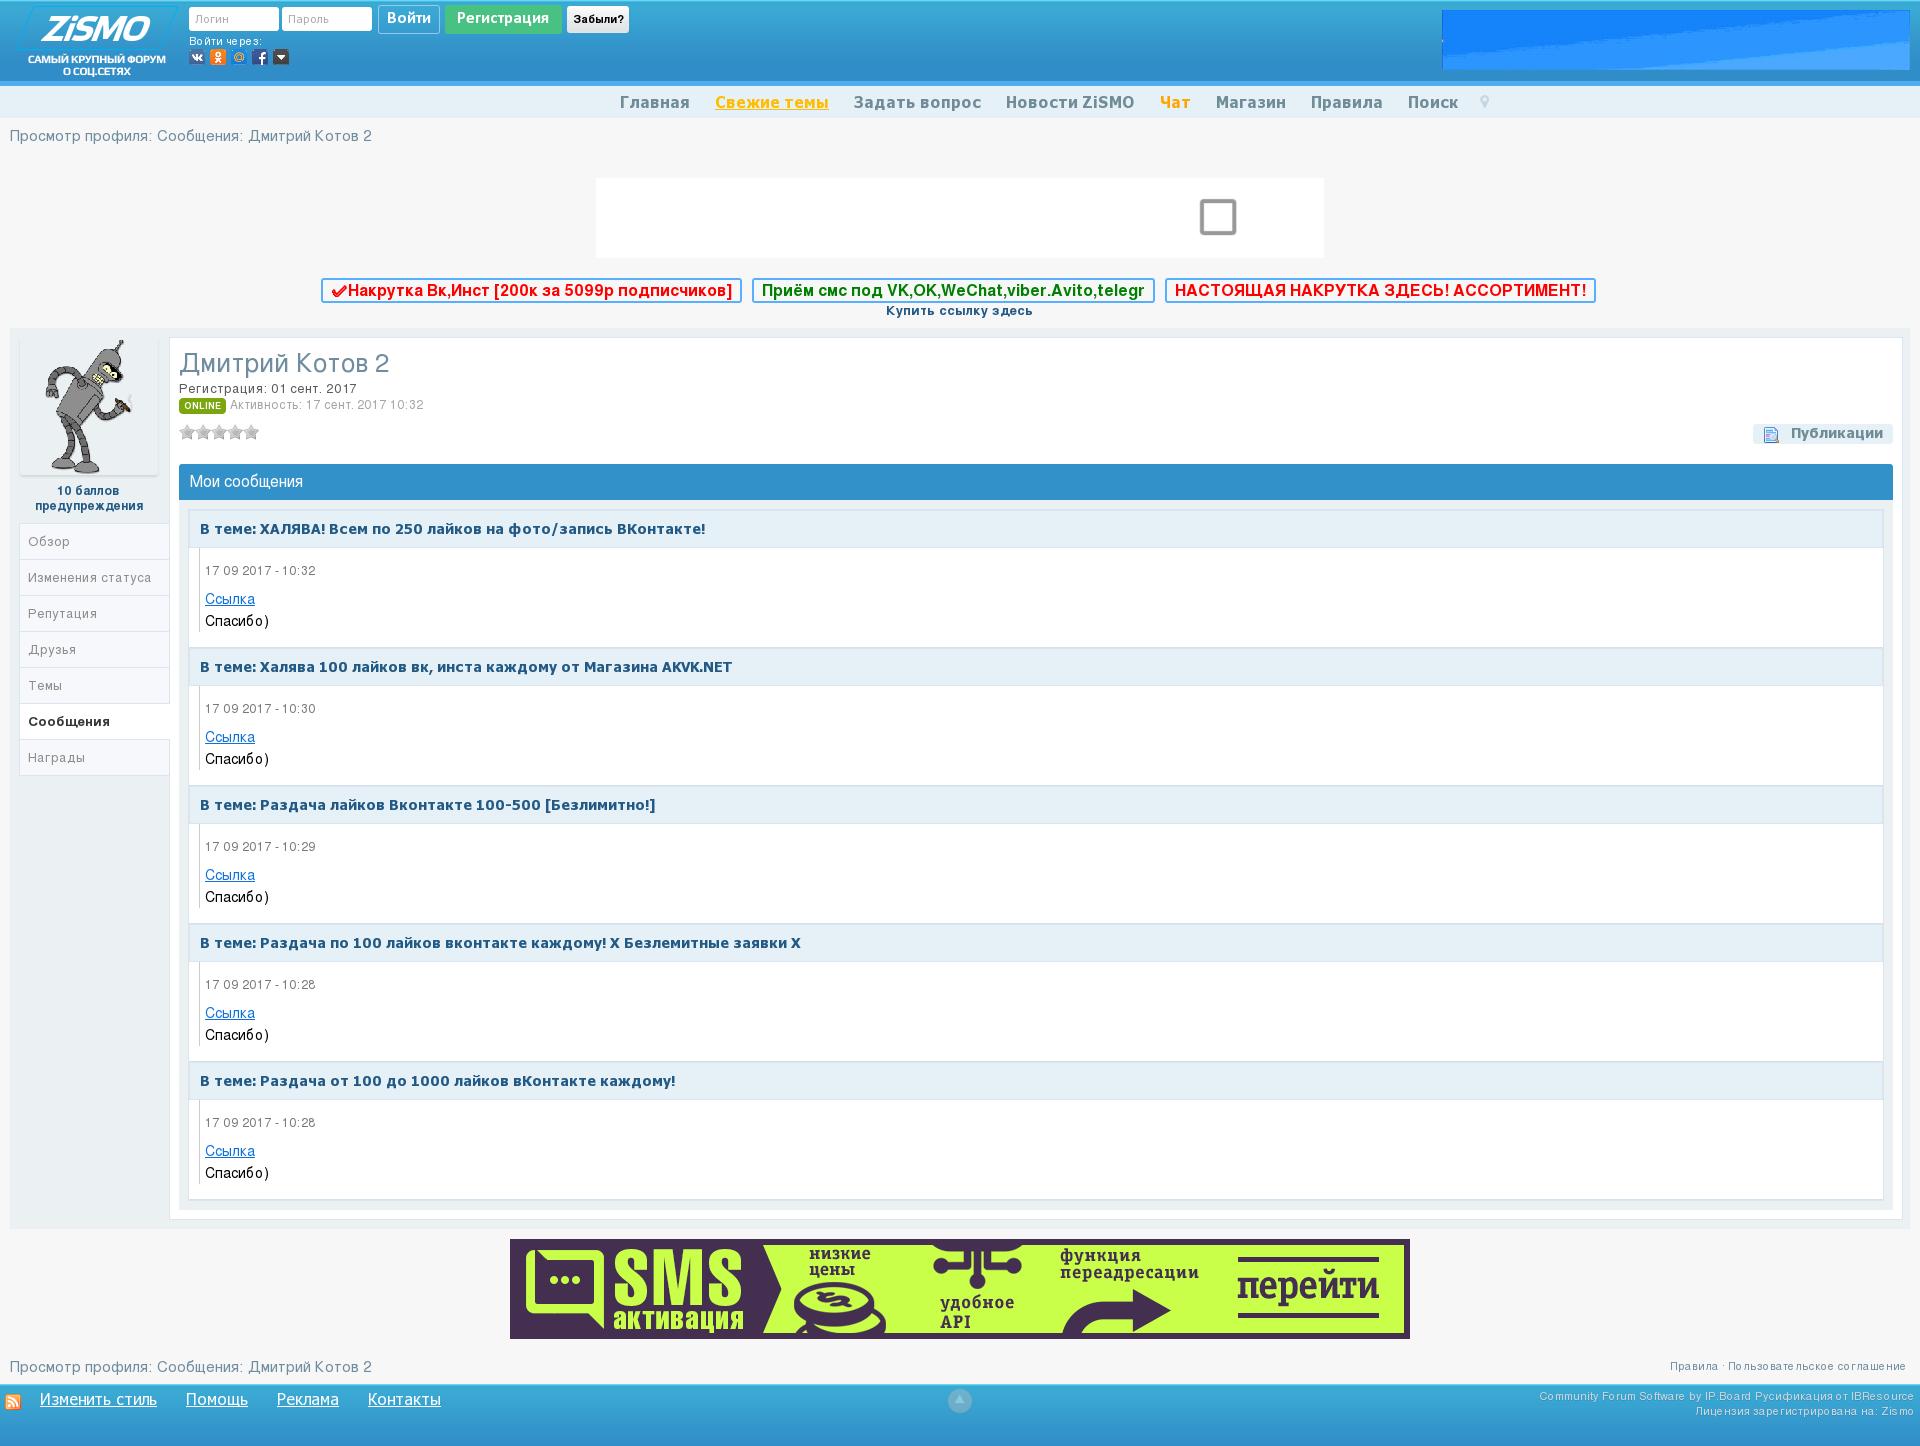 ZiSMO
САМЫЙ КРУПНЫЙ ФОРУМ
О СОЦ.СЕТЯХ
Логин
Пароль
Войти
Регистрация
Забыли?
Войти через:
Главная
Свежие темы
Задать вопрос
Новости ZiSMO
Чат
Магазин
Правила
Поиск
Просмотр профиля: Сообщения: Дмитрий Котов 2
Накрутка Вк,Инст [200к за 5099р подписчиков]
Приём смс под VK,OK,WeChat,viber.Avito,telegr
НАСТОЯЩАЯ НАКРУТКА ЗДЕСЬ! АССОРТИМЕНТ!
Купить ссылку здесь
Дмитрий Котов 2
Регистрация: 01 сент. 2017
ONLINE Активность: 17 сент. 2017 10:32
Публикации
10 баллов
предупреждения
Обзор
Изменения статуса
Репутация
Друзья
Темы
Сообщения
Награды
Мои сообщения
В теме: ХАЛЯВА! Всем по 250 лайков на фото/запись ВКонтакте!
17 09 2017 - 10:32
Ссылка
Спасибо)
В теме: Халява 100 лайков вк, инста каждому от Магазина AKVK.NET
17 09 2017 - 10:30
Ссылка
Спасибо)
В теме: Раздача лайков Вконтакте 100-500 [Безлимитно!]
17 09 2017 - 10:29
Ссылка
Спасибо)
В теме: Раздача по 100 лайков вконтакте каждому! Х Безлемитные заявки Х
17 09 2017 - 10:28
Ссылка
Спасибо)
В теме: Раздача от 100 до 1000 лайков вКонтакте каждому!
17 09 2017 - 10:28
Ссылка
Спасибо)
SMS
активация
низкие
цены
удобное
API
функция
переадресации
перейти
Просмотр профиля: Сообщения: Дмитрий Котов 2
Правила · Пользовательское соглашение
Изменить стиль
Помощь
Реклама
Контакты
Community Forum Software by IP.Board Русификация от IBResource
Лицензия зарегистрирована на: Zismo